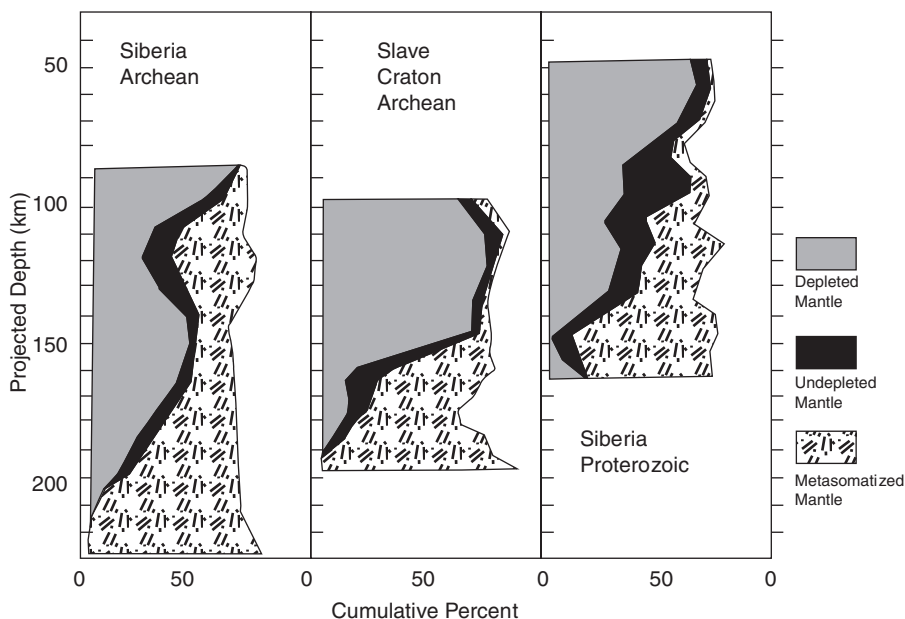 Siberia
Archean
Slave
Craton
Archean
Siberia
Proterozoic
50
100
150
200
Projected Depth (km)
0 50 0 50 0 50 0
Cumulative Percent
Depleted
Mantle
Undepleted
Mantle
Metasomatized
Mantle